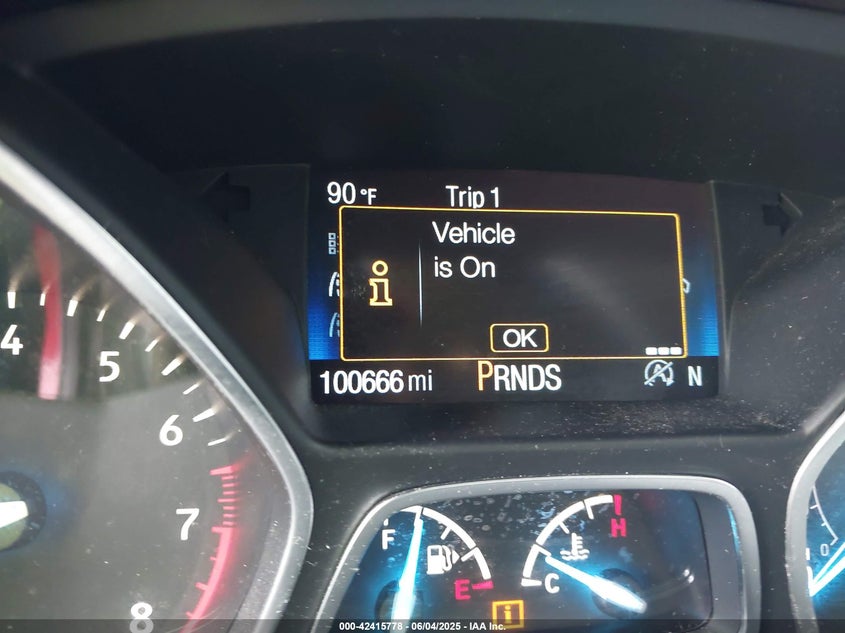 90°F Trip 1
Vehicle
is On
i
OK
100666 mi PRNDS N
4
5
6
7
8
F
E
H
C
i
0
000-42415778 - 06/04/2025 - IAA Inc.